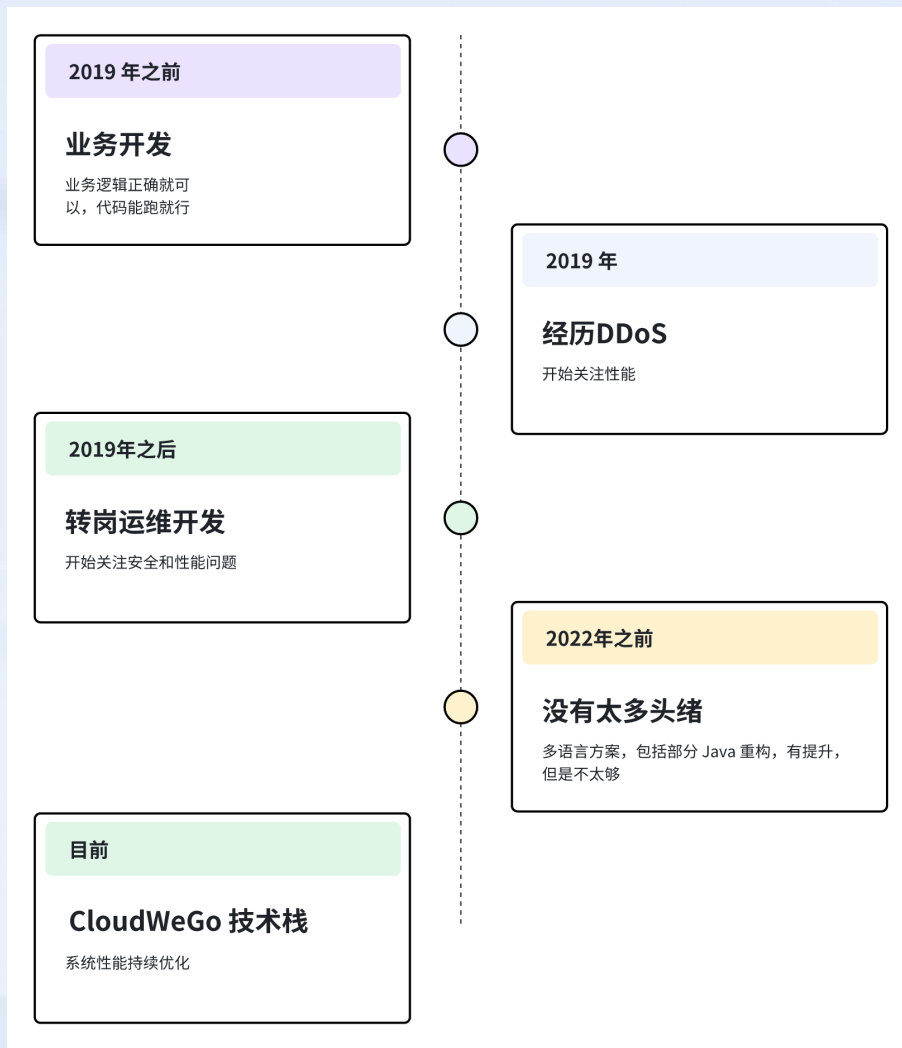 2019 年之前
业务开发
业务逻辑正确就可
以，代码能跑就行
2019 年
经历DDoS
开始关注性能
2019年之后
转岗运维开发
开始关注安全和性能问题
2022年之前
没有太多头绪
多语言方案，包括部分 Java 重构，有提升，
但是不太够
目前
CloudWeGo 技术栈
系统性能持续优化